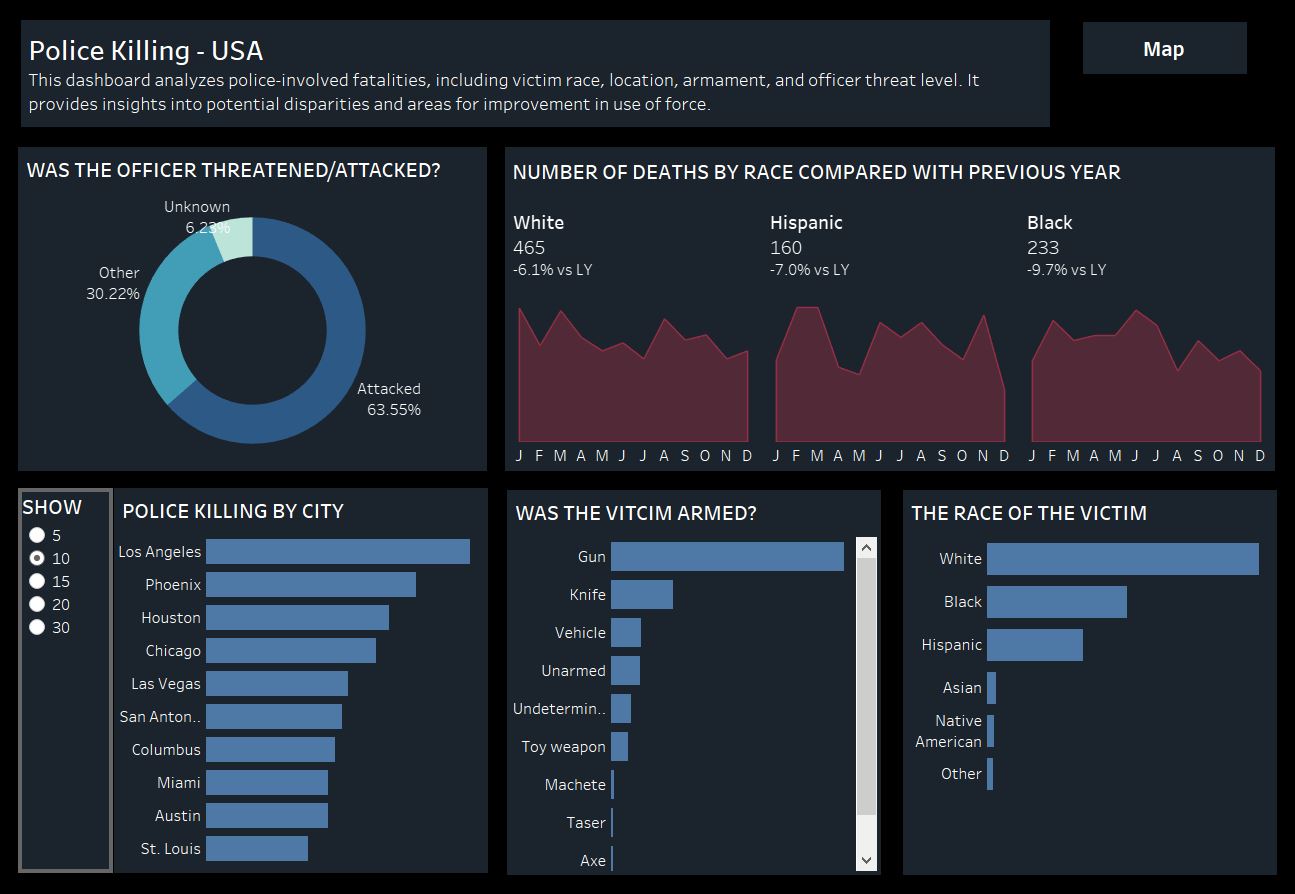 Police Killing - USA
This dashboard analyzes police-involved fatalities, including victim race, location, armament, and officer threat level. It
provides insights into potential disparities and areas for improvement in use of force.
Map
WAS THE OFFICER THREATENED/ATTACKED?
Unknown
6.23%
Other
30.22%
Attacked
63.55%
NUMBER OF DEATHS BY RACE COMPARED WITH PREVIOUS YEAR
White
465
-6.1% vs LY
J F M A M J J A S O N D
Hispanic
160
-7.0% vs LY
J F M A M J J A S O N D
Black
233
-9.7% vs LY
J F M A M J J A S O N D
SHOW
5
10
15
20
30
POLICE KILLING BY CITY
Los Angeles
Phoenix
Houston
Chicago
Las Vegas
San Anton..
Columbus
Miami
Austin
St. Louis
WAS THE VITCIM ARMED?
Gun
Knife
Vehicle
Unarmed
Undetermin..
Toy weapon
Machete
Taser
Axe
THE RACE OF THE VICTIM
White
Black
Hispanic
Asian
Native
American
Other